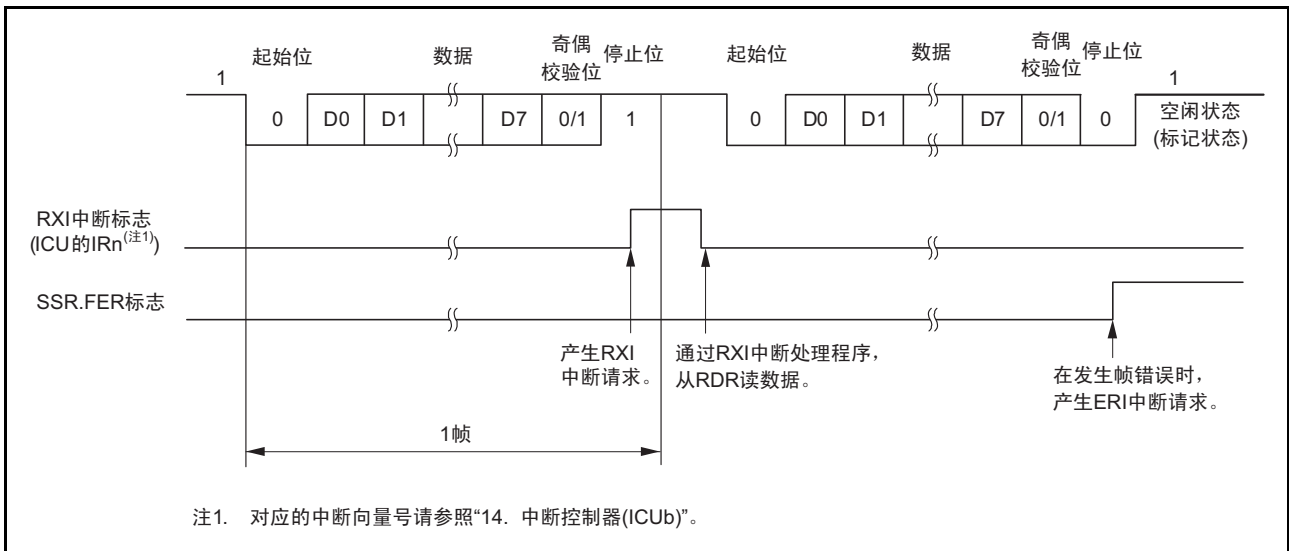 起始位 数据 奇偶校验位 停止位 起始位 数据 奇偶校验位 停止位
1 0 D0 D1 D7 0/1 1 0 D0 D1 D7 0/1 0 1
空闲状态
(标记状态)
RXI中断标志
(ICU的IRn(注1))
SSR.FER标志
产生RXI
中断请求。
通过RXI中断处理程序，
从RDR读数据。
在发生帧错误时，
产生ERI中断请求。
1帧
注1. 对应的中断向量号请参照“14. 中断控制器(ICUb)”。